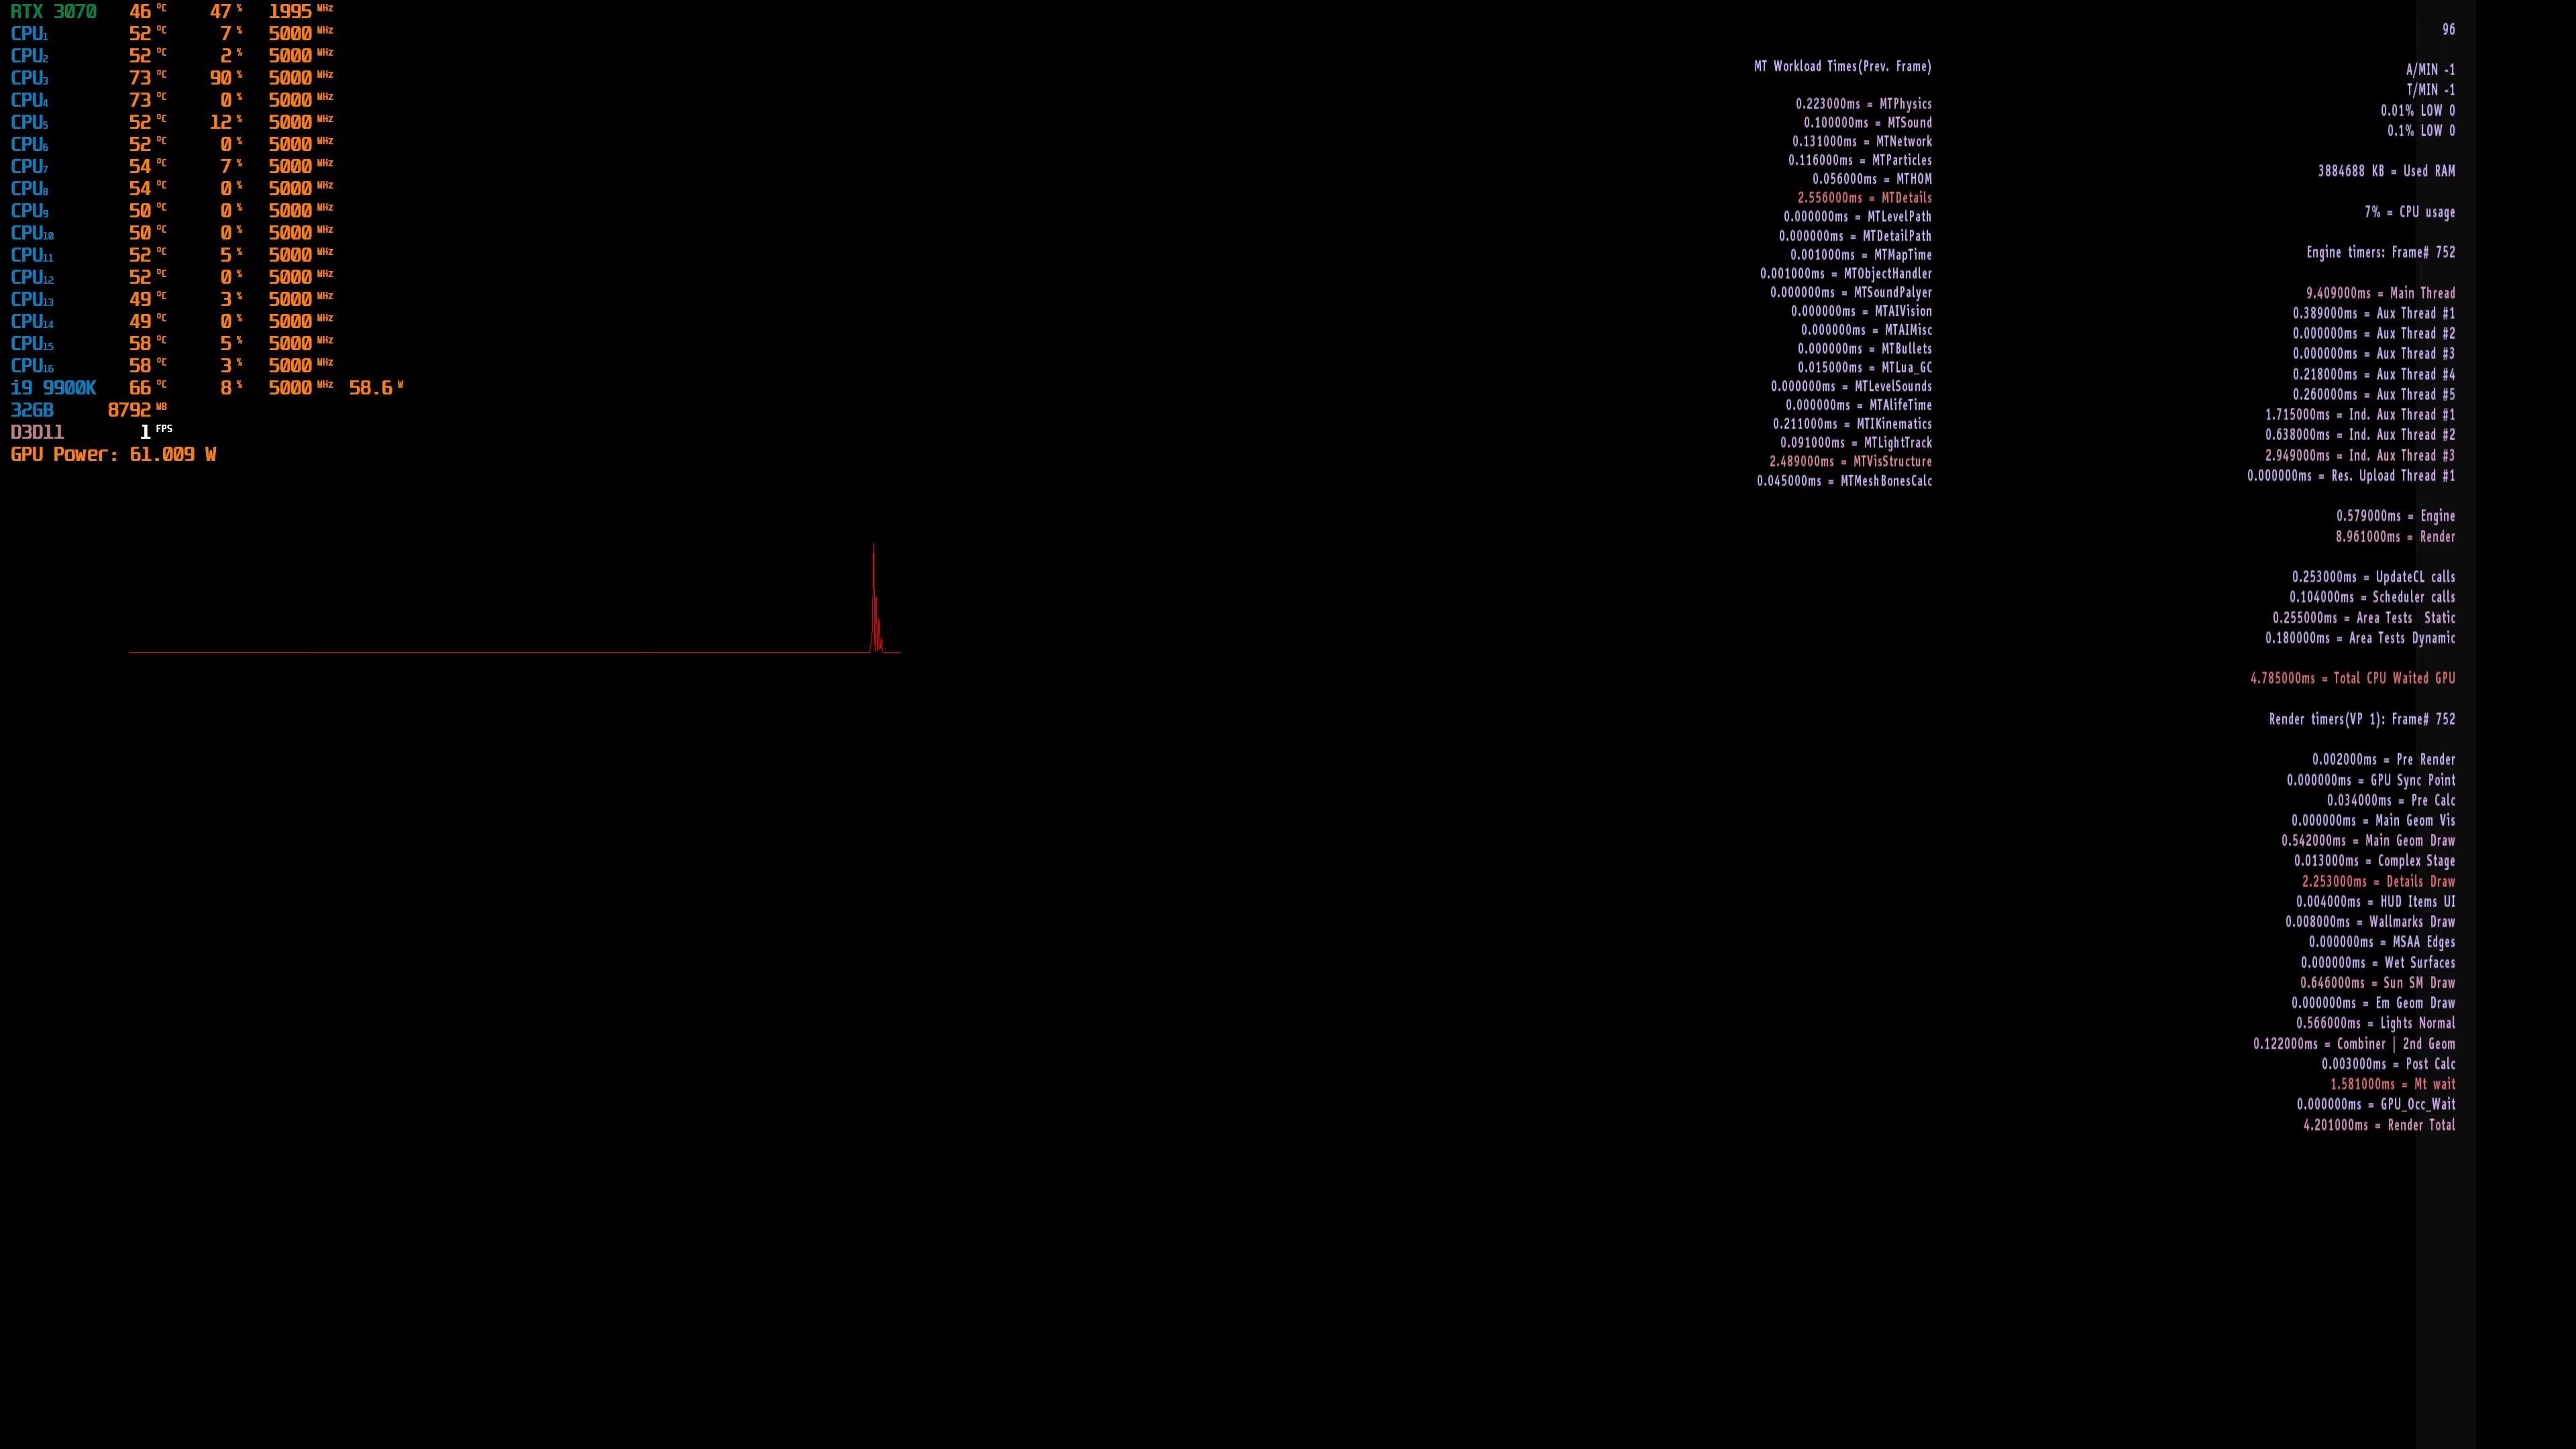 RTX 3070 46 °C 47 % 1995 MHz
CPU1 52 °C 7 % 5000 MHz
CPU2 52 °C 2 % 5000 MHz
CPU3 73 °C 90 % 5000 MHz
CPU4 73 °C 0 % 5000 MHz
CPU5 52 °C 12 % 5000 MHz
CPU6 52 °C 0 % 5000 MHz
CPU7 54 °C 7 % 5000 MHz
CPU8 54 °C 0 % 5000 MHz
CPU9 50 °C 0 % 5000 MHz
CPU10 50 °C 0 % 5000 MHz
CPU11 52 °C 5 % 5000 MHz
CPU12 52 °C 0 % 5000 MHz
CPU13 49 °C 3 % 5000 MHz
CPU14 49 °C 0 % 5000 MHz
CPU15 58 °C 5 % 5000 MHz
CPU16 58 °C 3 % 5000 MHz
i9 9900K 66 °C 8 % 5000 MHz 58.6 W
32GB 8792 MB
D3D11 1 FPS
GPU Power: 61.009 W
MT Workload Times(Prev. Frame)
0.223000ms = MTPhysics
0.100000ms = MTSound
0.131000ms = MTNetwork
0.116000ms = MTParticles
0.056000ms = MTHOM
2.556000ms = MTDetails
0.000000ms = MTLevelPath
0.000000ms = MTDetailPath
0.001000ms = MTMapTime
0.001000ms = MTObjectHandler
0.000000ms = MTSoundPalyer
0.000000ms = MTAIVision
0.000000ms = MTAIMisc
0.000000ms = MTBullets
0.015000ms = MTLua_GC
0.000000ms = MTLevelSounds
0.000000ms = MTAlifeTime
0.211000ms = MTIKinematics
0.091000ms = MTLightTrack
2.489000ms = MTVisStructure
0.045000ms = MTMeshBonesCalc
96
A/MIN -1
T/MIN -1
0.01% LOW 0
0.1% LOW 0
3884688 KB = Used RAM
7% = CPU usage
Engine timers: Frame# 752
9.409000ms = Main Thread
0.389000ms = Aux Thread #1
0.000000ms = Aux Thread #2
0.000000ms = Aux Thread #3
0.218000ms = Aux Thread #4
0.260000ms = Aux Thread #5
1.715000ms = Ind. Aux Thread #1
0.638000ms = Ind. Aux Thread #2
2.949000ms = Ind. Aux Thread #3
0.000000ms = Res. Upload Thread #1
0.579000ms = Engine
8.961000ms = Render
0.253000ms = UpdateCL calls
0.104000ms = Scheduler calls
0.255000ms = Area Tests Static
0.180000ms = Area Tests Dynamic
4.785000ms = Total CPU Waited GPU
Render timers(VP 1): Frame# 752
0.002000ms = Pre Render
0.000000ms = GPU Sync Point
0.034000ms = Pre Calc
0.000000ms = Main Geom Vis
0.542000ms = Main Geom Draw
0.013000ms = Complex Stage
2.253000ms = Details Draw
0.004000ms = HUD Items UI
0.008000ms = Wallmarks Draw
0.000000ms = MSAA Edges
0.000000ms = Wet Surfaces
0.646000ms = Sun SM Draw
0.000000ms = Em Geom Draw
0.566000ms = Lights Normal
0.122000ms = Combiner | 2nd Geom
0.003000ms = Post Calc
1.581000ms = Mt wait
0.000000ms = GPU_Occ_Wait
4.201000ms = Render Total